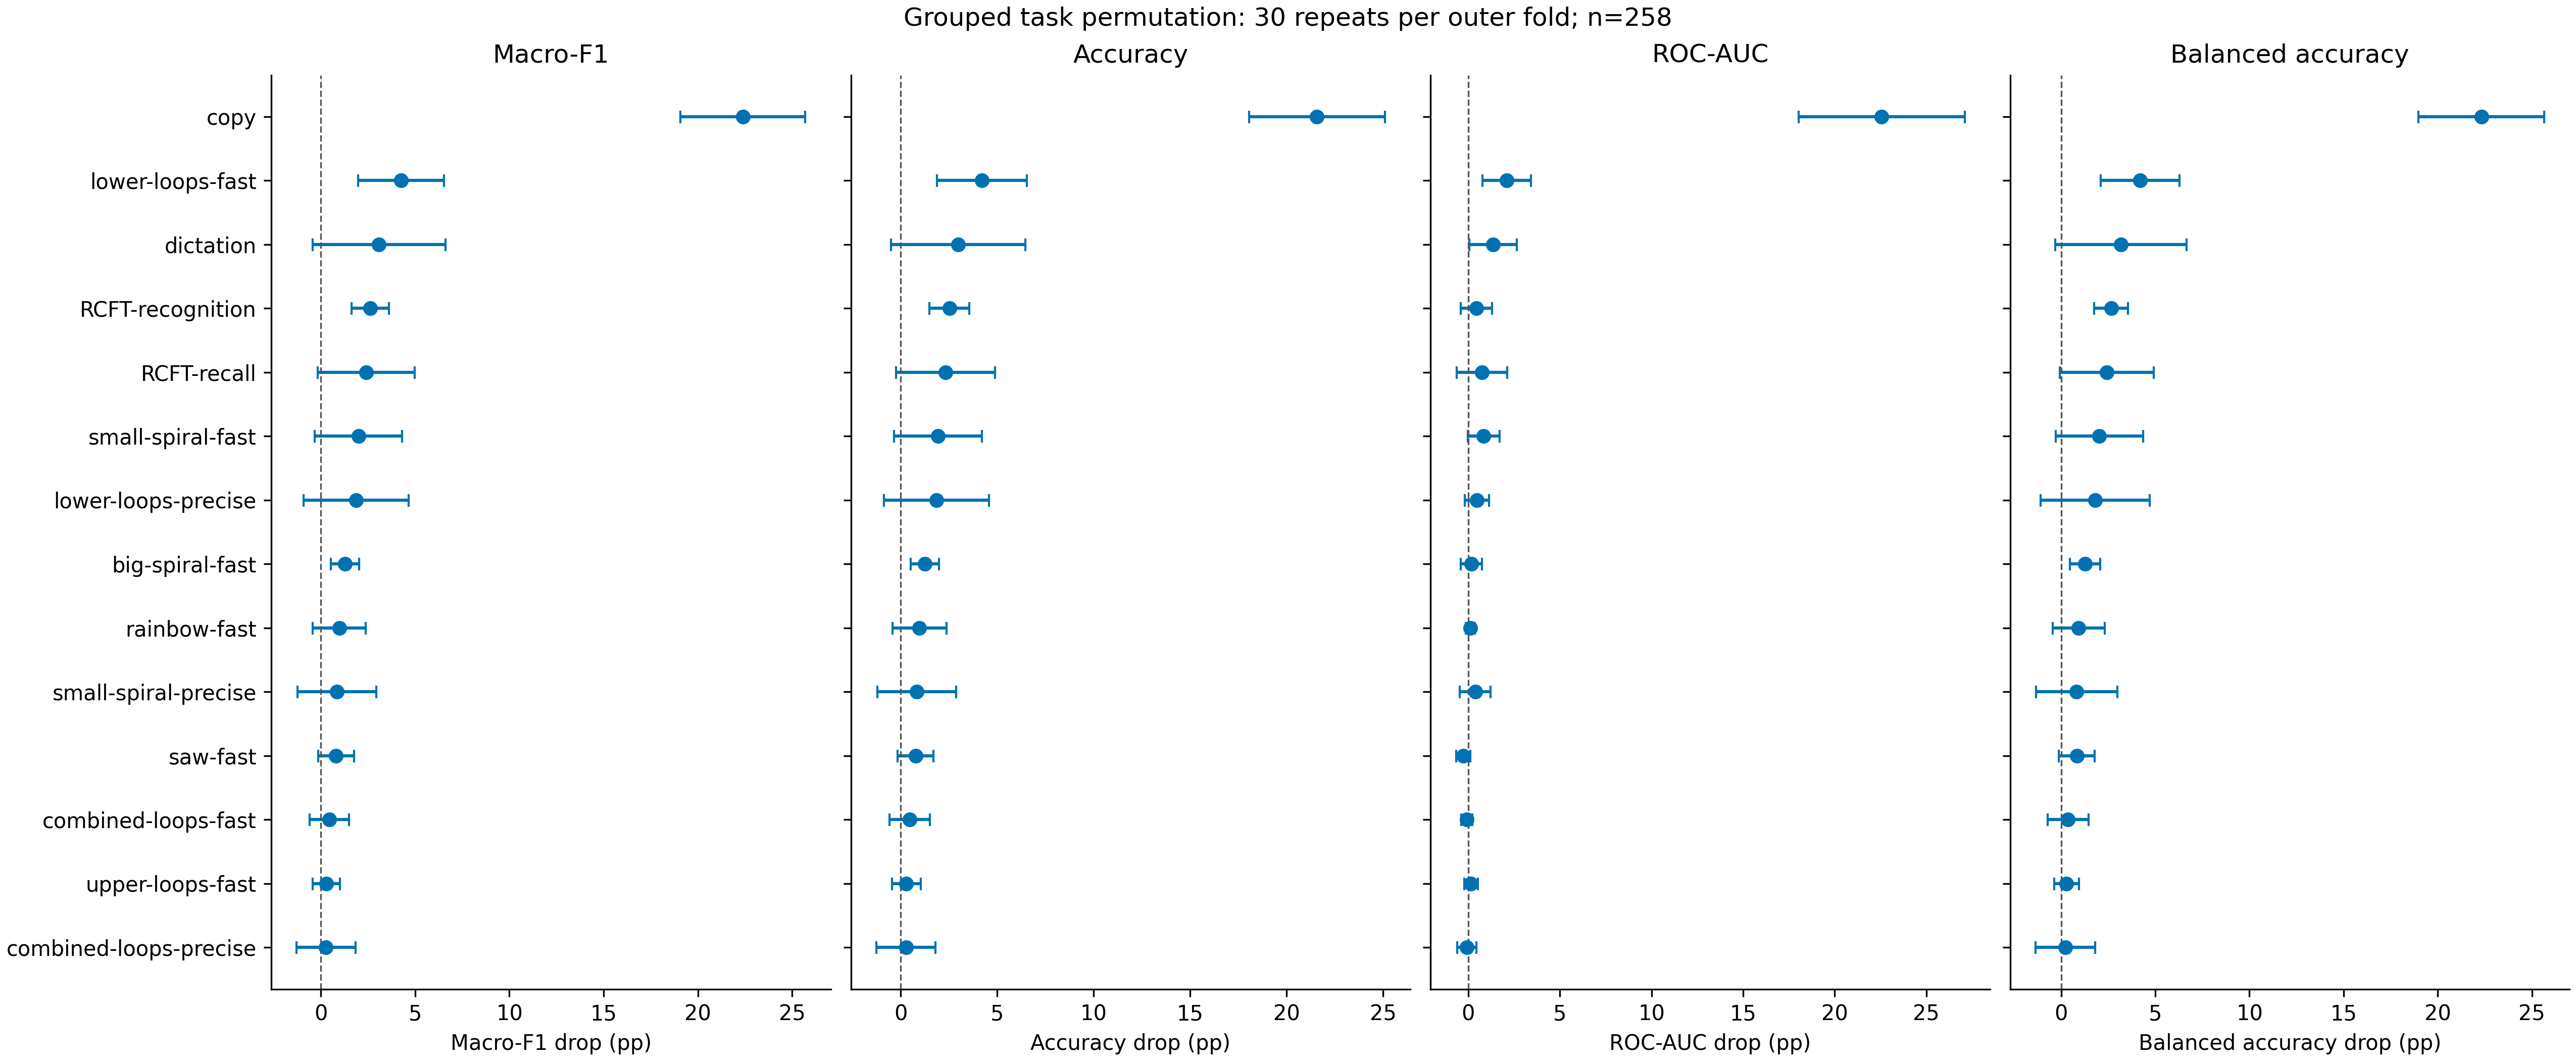 Grouped task permutation: 30 repeats per outer fold; n=258
Macro-F1
Accuracy
ROC-AUC
Balanced accuracy
copy
lower-loops-fast
dictation
RCFT-recognition
RCFT-recall
small-spiral-fast
lower-loops-precise
big-spiral-fast
rainbow-fast
small-spiral-precise
saw-fast
combined-loops-fast
upper-loops-fast
combined-loops-precise
0 5 10 15 20 25
0 5 10 15 20 25
0 5 10 15 20 25
0 5 10 15 20 25
Macro-F1 drop (pp)
Accuracy drop (pp)
ROC-AUC drop (pp)
Balanced accuracy drop (pp)